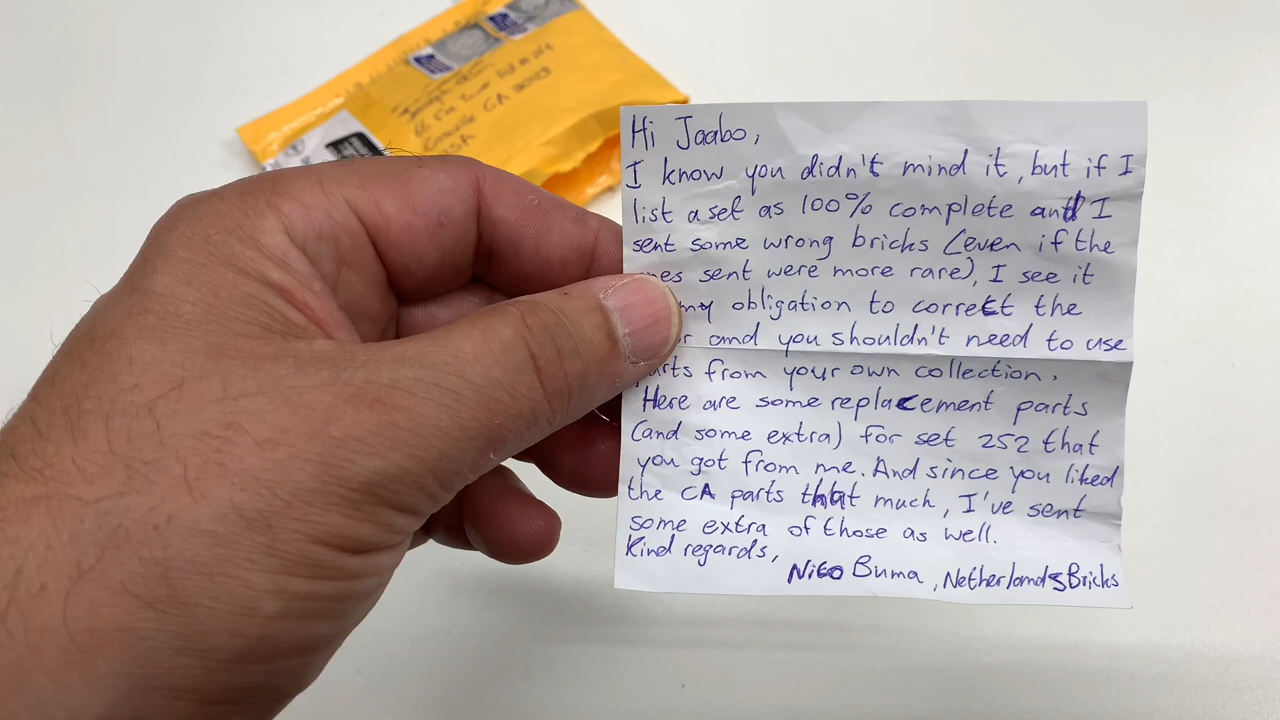 USA
Hi Jaabo,
I know you didn't mind it, but if I
list a set as 100% complete and I
sent some wrong bricks (even if the
sent were more rare), I see it
my obligation to correct the
and you shouldn't need to use
from your own collection.
Here are some replacement parts
(and some extra) for set 252 that
you got from me. And since you liked
the CA parts that much, I've sent
some extra of those as well.
Kind regards,
Nico Buma, NetherlandsBricks